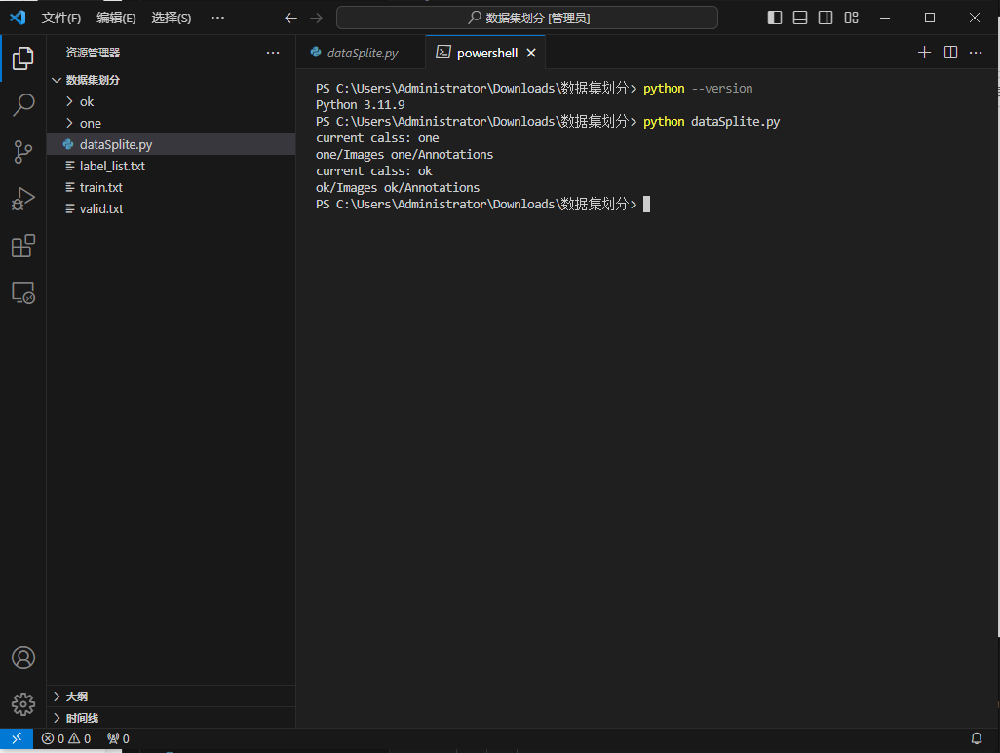 文件(F) 编辑(E) 选择(S) ··· 数据集划分 [管理员]
资源管理器 ···
数据集划分
ok
one
dataSplite.py
label_list.txt
train.txt
valid.txt
大纲
时间线
dataSplite.py powershell
PS C:\Users\Administrator\Downloads\数据集划分> python --version
Python 3.11.9
PS C:\Users\Administrator\Downloads\数据集划分> python dataSplite.py
current calss: one
one/Images one/Annotations
current calss: ok
ok/Images ok/Annotations
PS C:\Users\Administrator\Downloads\数据集划分>
0 0 0